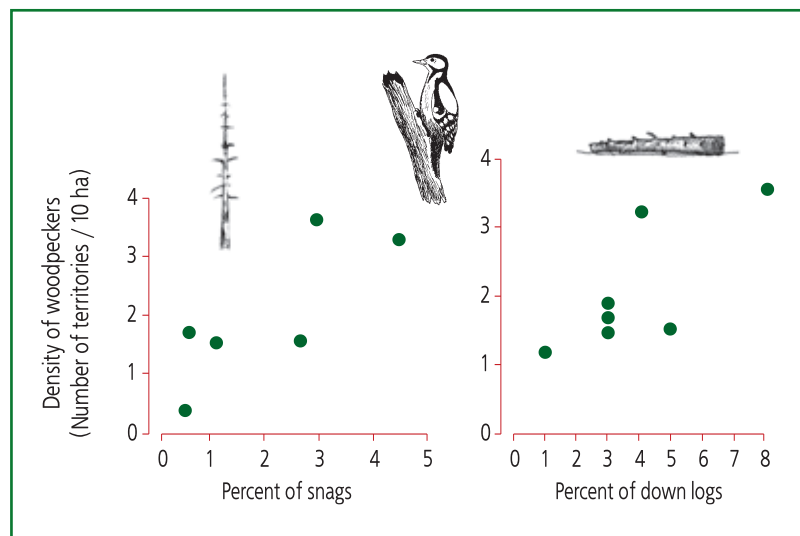 Density of woodpeckers
(Number of territories / 10 ha)
4
3
2
1
0
0 1 2 3 4 5
Percent of snags
4
3
2
1
0
0 1 2 3 4 5 6 7 8
Percent of down logs